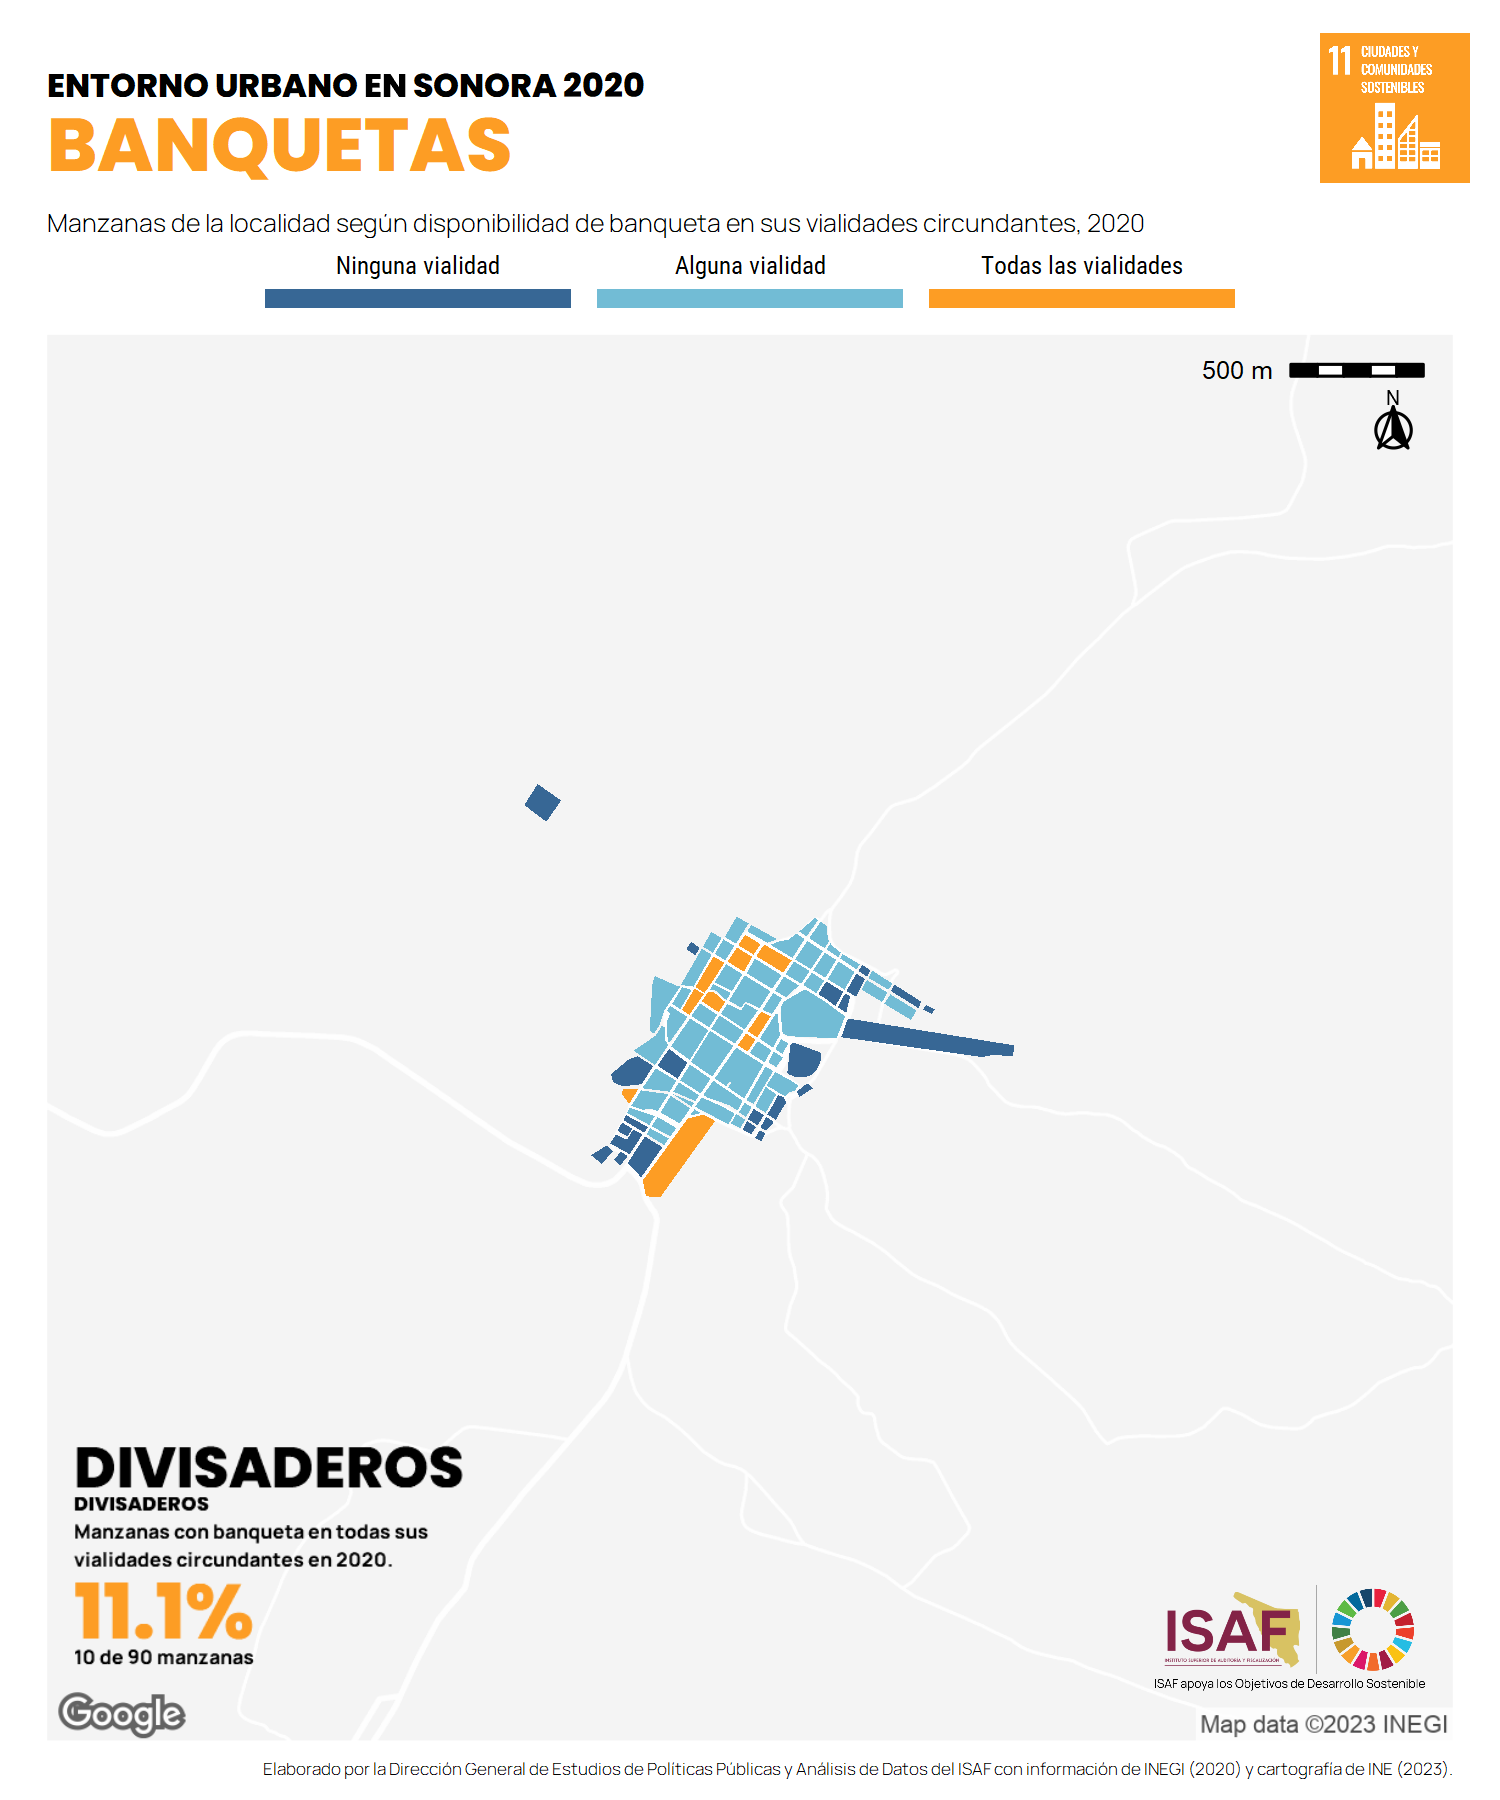 ENTORNO URBANO EN SONORA 2020
BANQUETAS
11 CIUDADES Y
COMUNIDADES
SOSTENIBLES
Manzanas de la localidad según disponibilidad de banqueta en sus vialidades circundantes, 2020
Ninguna vialidad
Alguna vialidad
Todas las vialidades
500 m
N
DIVISADEROS
DIVISADEROS
Manzanas con banqueta en todas sus
vialidades circundantes en 2020.
11.1%
10 de 90 manzanas
ISAF
INSTITUTO SUPERIOR DE AUDITORÍA Y FISCALIZACIÓN
ISAF apoya los Objetivos de Desarrollo Sostenible
Google
Map data ©2023 INEGI
Elaborado por la Dirección General de Estudios de Políticas Públicas y Análisis de Datos del ISAF con información de INEGI (2020) y cartografía de INE (2023).